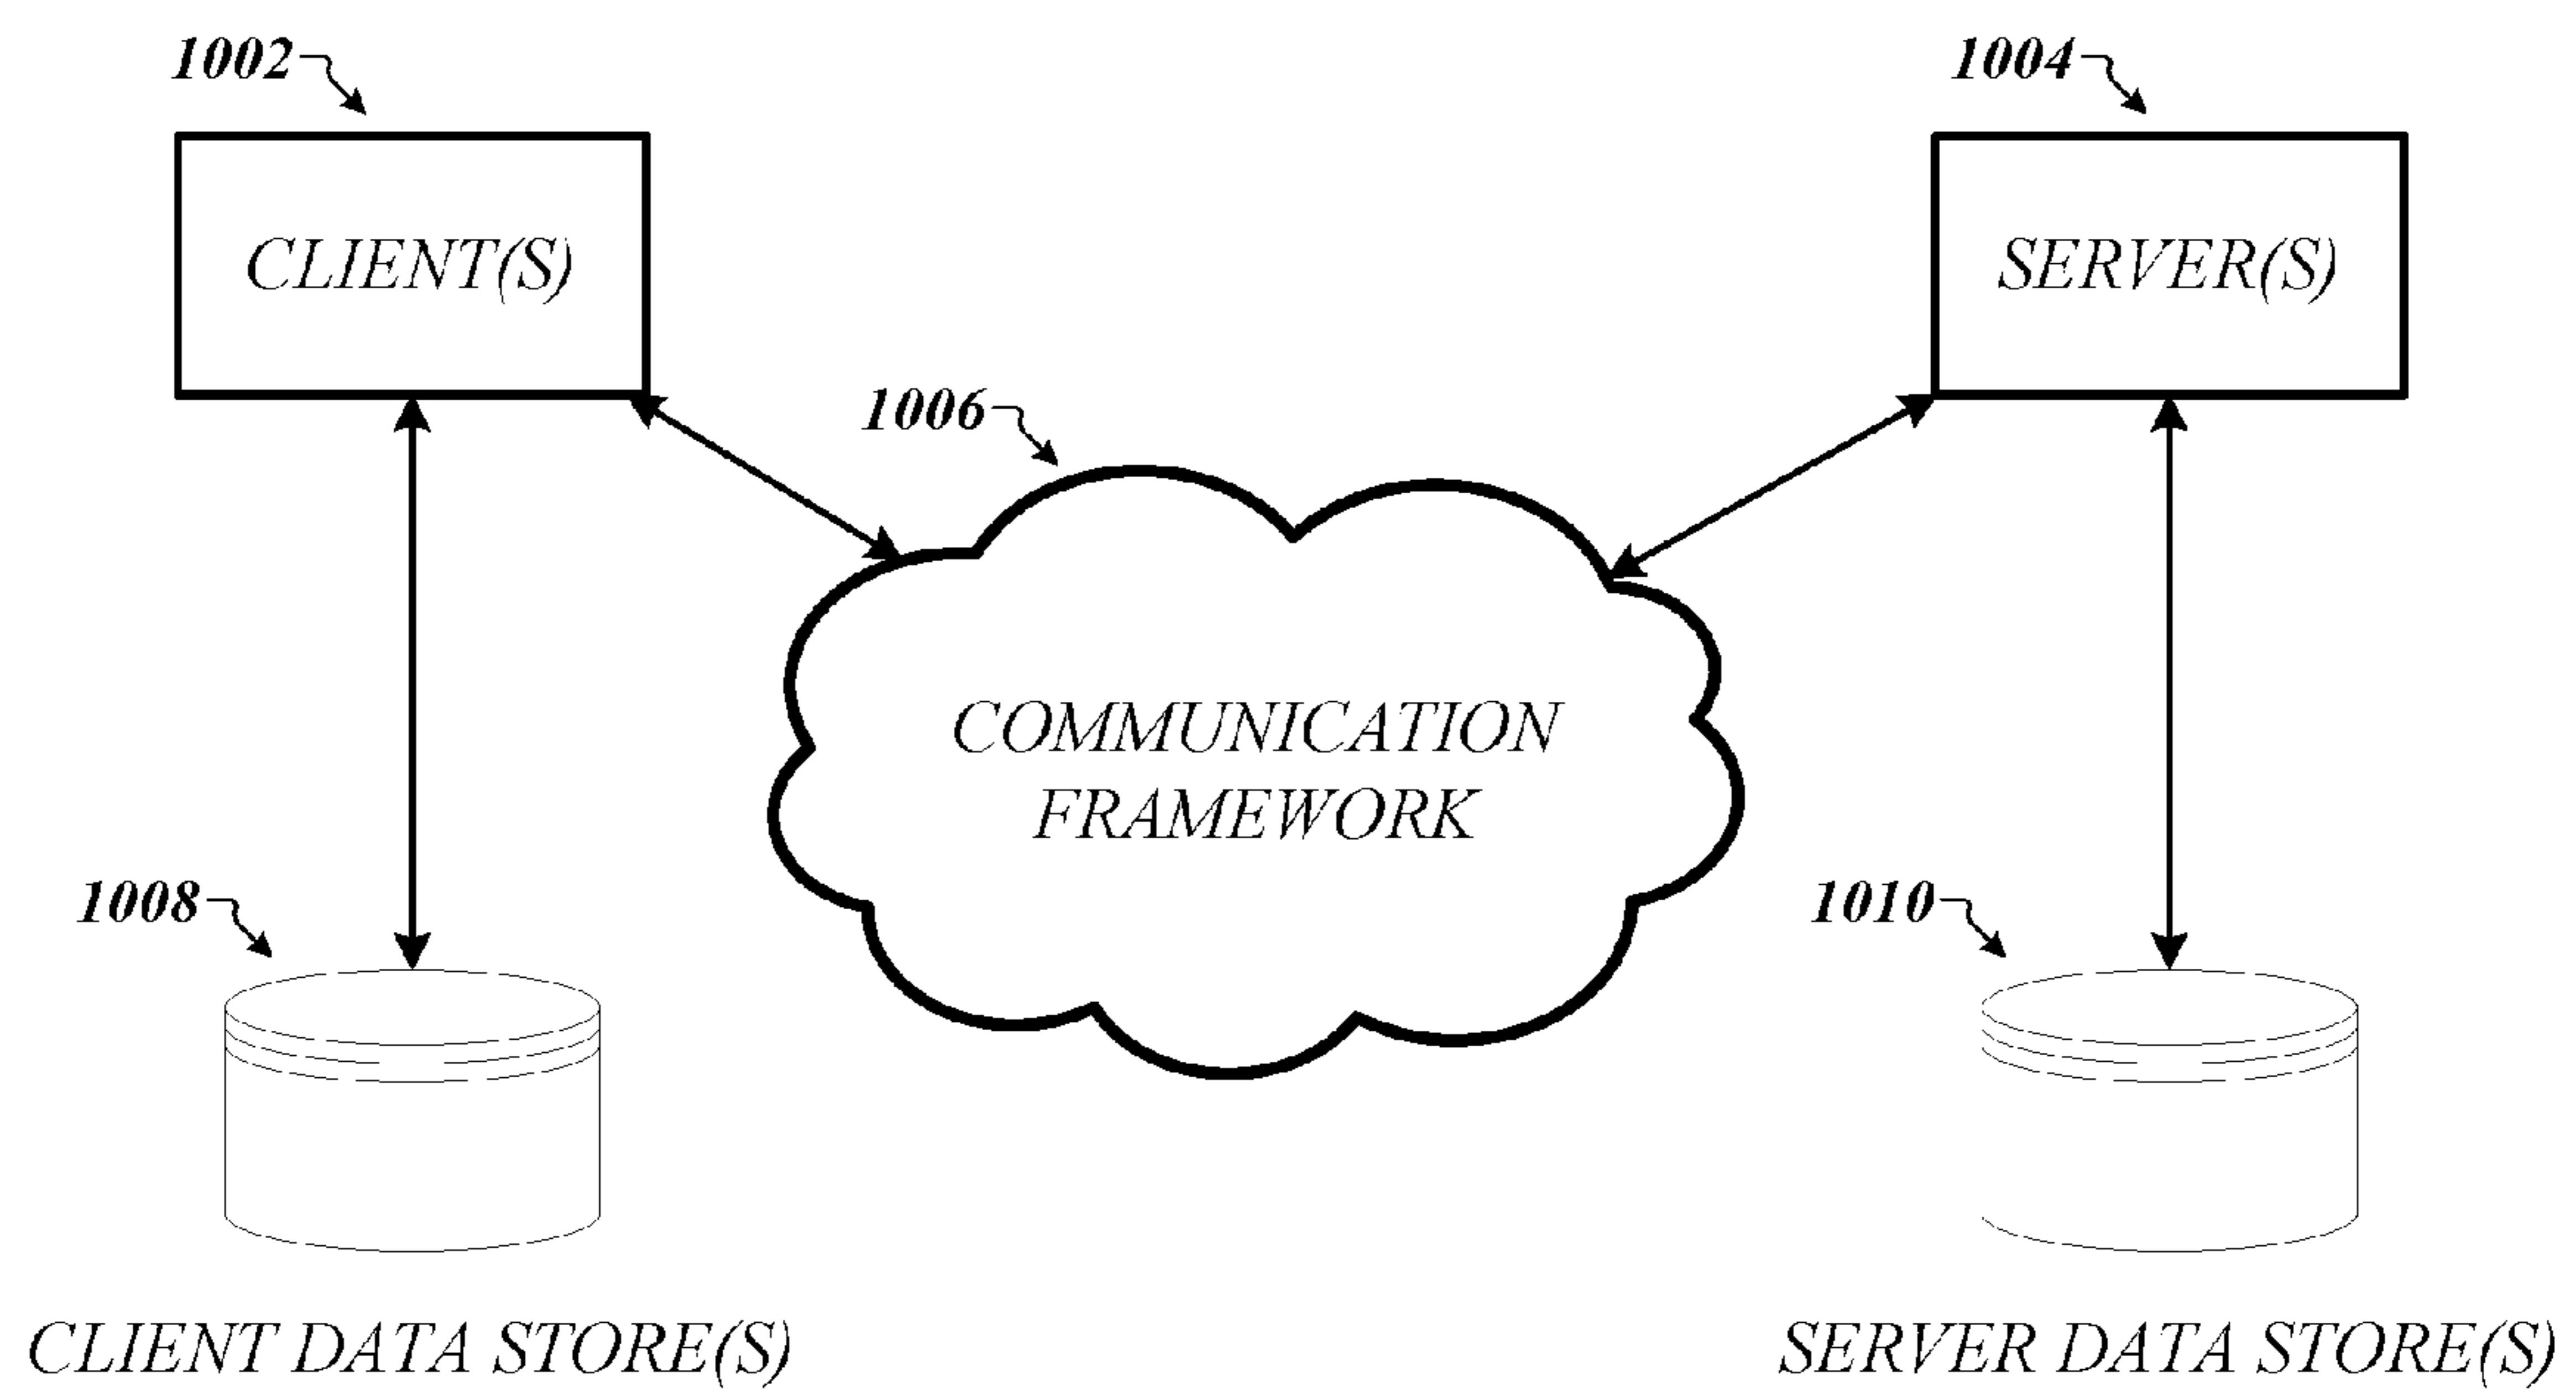 1002
1004
CLIENT(S)
SERVER(S)
1006
COMMUNICATION
FRAMEWORK
1008
1010
CLIENT DATA STORE(S)
SERVER DATA STORE(S)